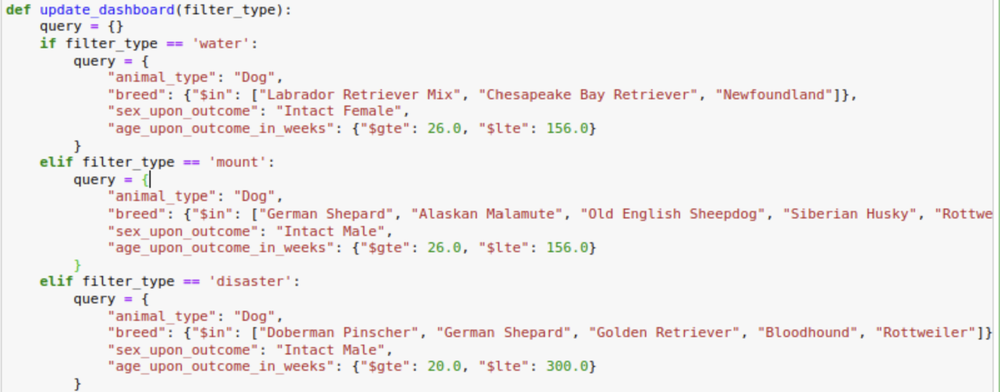 def update_dashboard(filter_type):
    query = {}
    if filter_type == 'water':
        query = {
            "animal_type": "Dog",
            "breed": {"$in": ["Labrador Retriever Mix", "Chesapeake Bay Retriever", "Newfoundland"]},
            "sex_upon_outcome": "Intact Female",
            "age_upon_outcome_in_weeks": {"$gte": 26.0, "$lte": 156.0}
        }
    elif filter_type == 'mount':
        query = {
            "animal_type": "Dog",
            "breed": {"$in": ["German Shepard", "Alaskan Malamute", "Old English Sheepdog", "Siberian Husky", "Rottwe
            "sex_upon_outcome": "Intact Male",
            "age_upon_outcome_in_weeks": {"$gte": 26.0, "$lte": 156.0}
        }
    elif filter_type == 'disaster':
        query = {
            "animal_type": "Dog",
            "breed": {"$in": ["Doberman Pinscher", "German Shepard", "Golden Retriever", "Bloodhound", "Rottweiler"]}
            "sex_upon_outcome": "Intact Male",
            "age_upon_outcome_in_weeks": {"$gte": 20.0, "$lte": 300.0}
        }